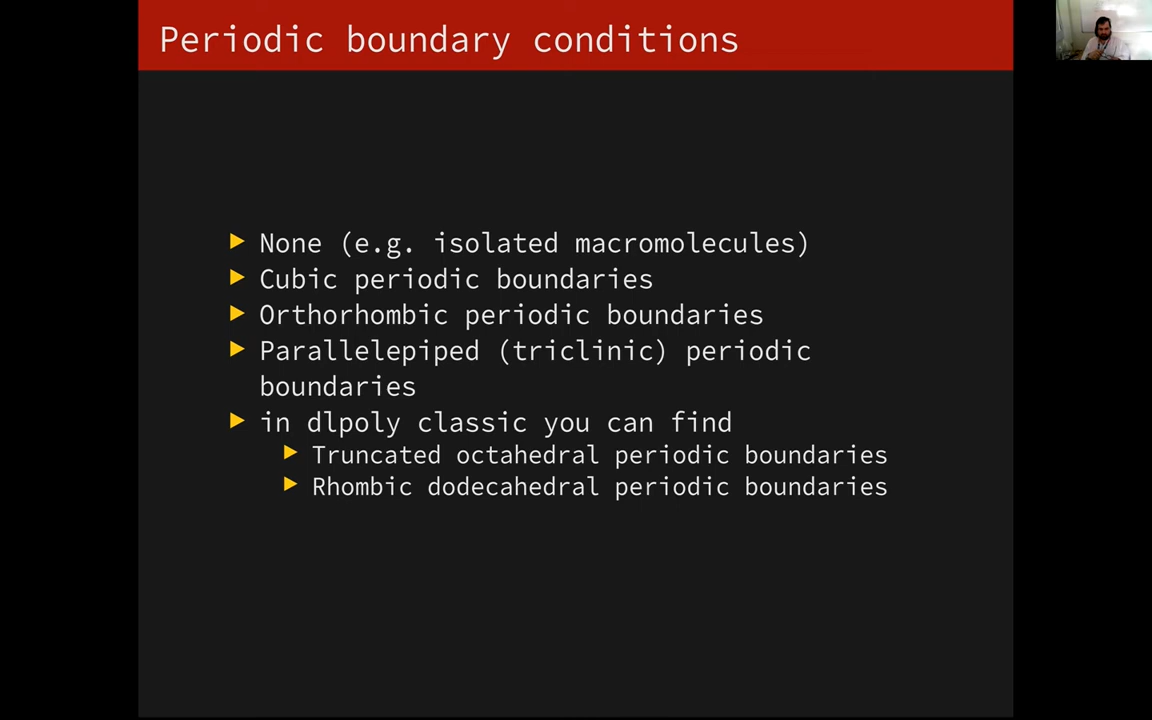 Periodic boundary conditions
None (e.g. isolated macromolecules)
Cubic periodic boundaries
Orthorhombic periodic boundaries
Parallelepiped (triclinic) periodic
boundaries
in dlpoly classic you can find
Truncated octahedral periodic boundaries
Rhombic dodecahedral periodic boundaries